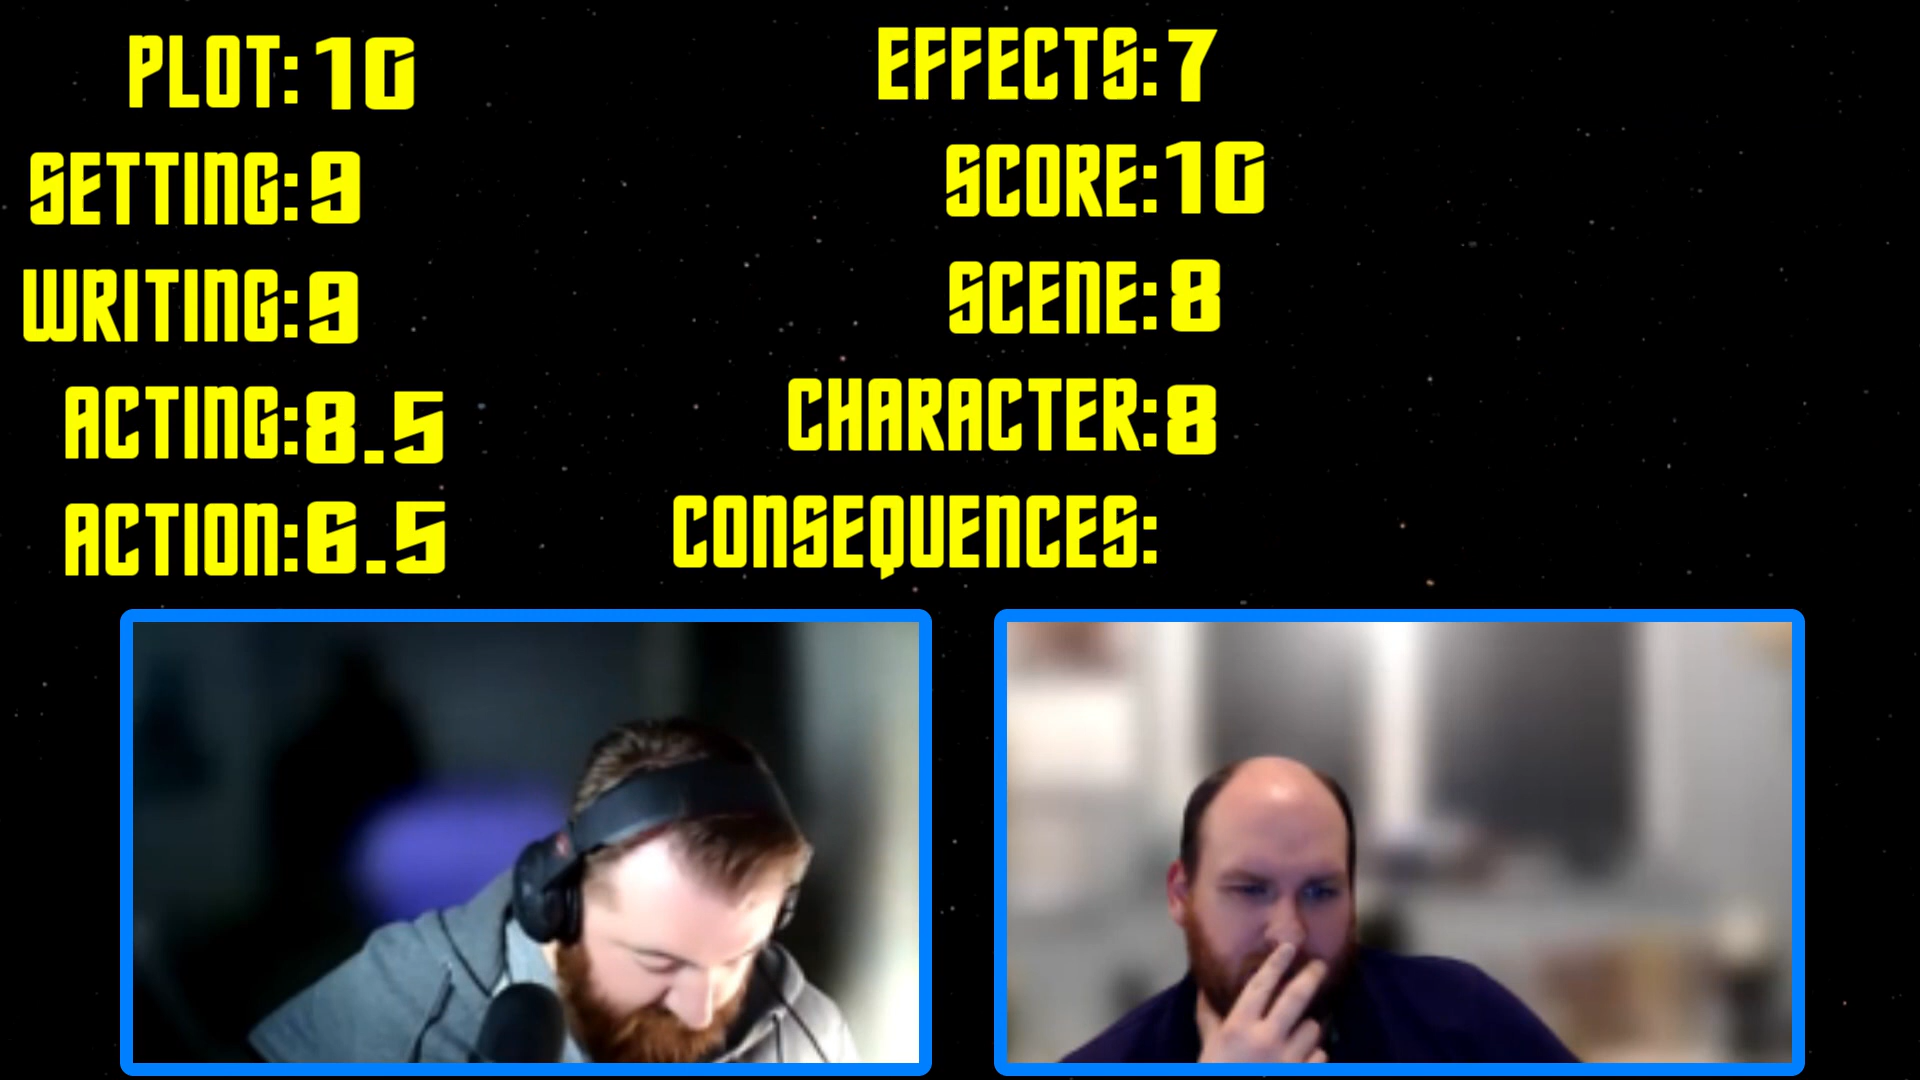 PLOT: 10
SETTING: 9
WRITING: 9
ACTING: 8.5
ACTION: 6.5
EFFECTS: 7
SCORE: 10
SCENE: 8
CHARACTER: 8
CONSEQUENCES: